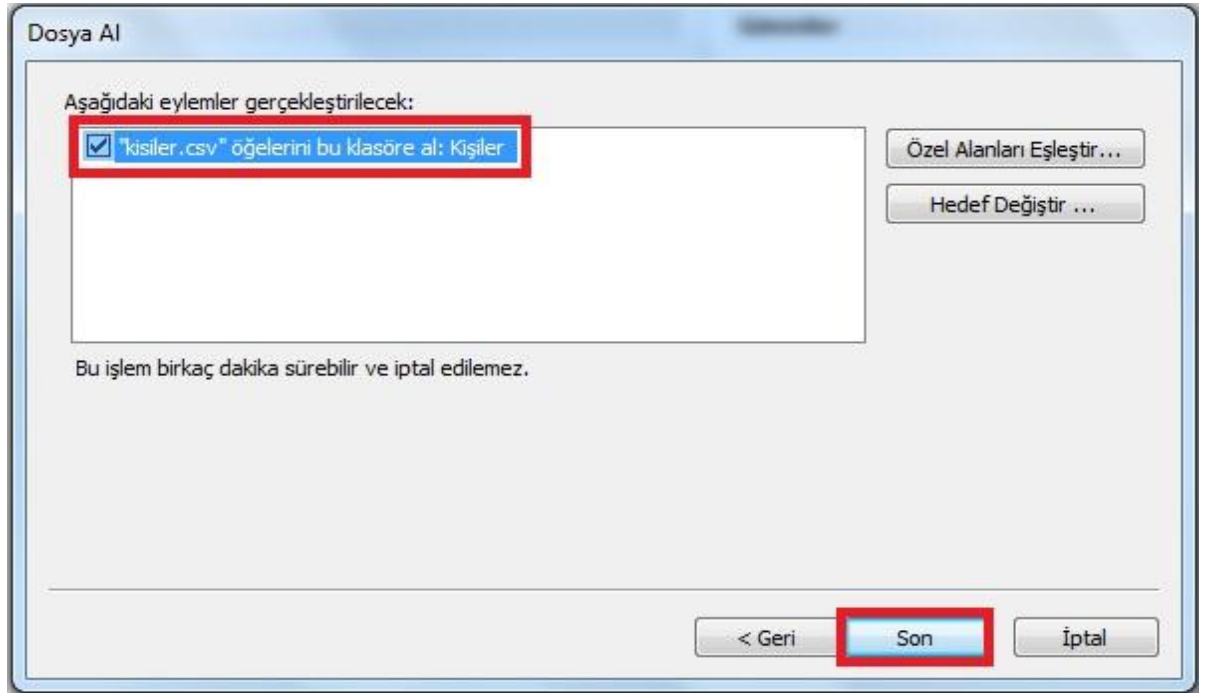 Dosya Al
Aşağıdaki eylemler gerçekleştirilecek:
"kisiler.csv" öğelerini bu klasöre al: Kişiler
Özel Alanları Eşleştir...
Hedef Değiştir ...
Bu işlem birkaç dakika sürebilir ve iptal edilemez.
< Geri
Son
İptal